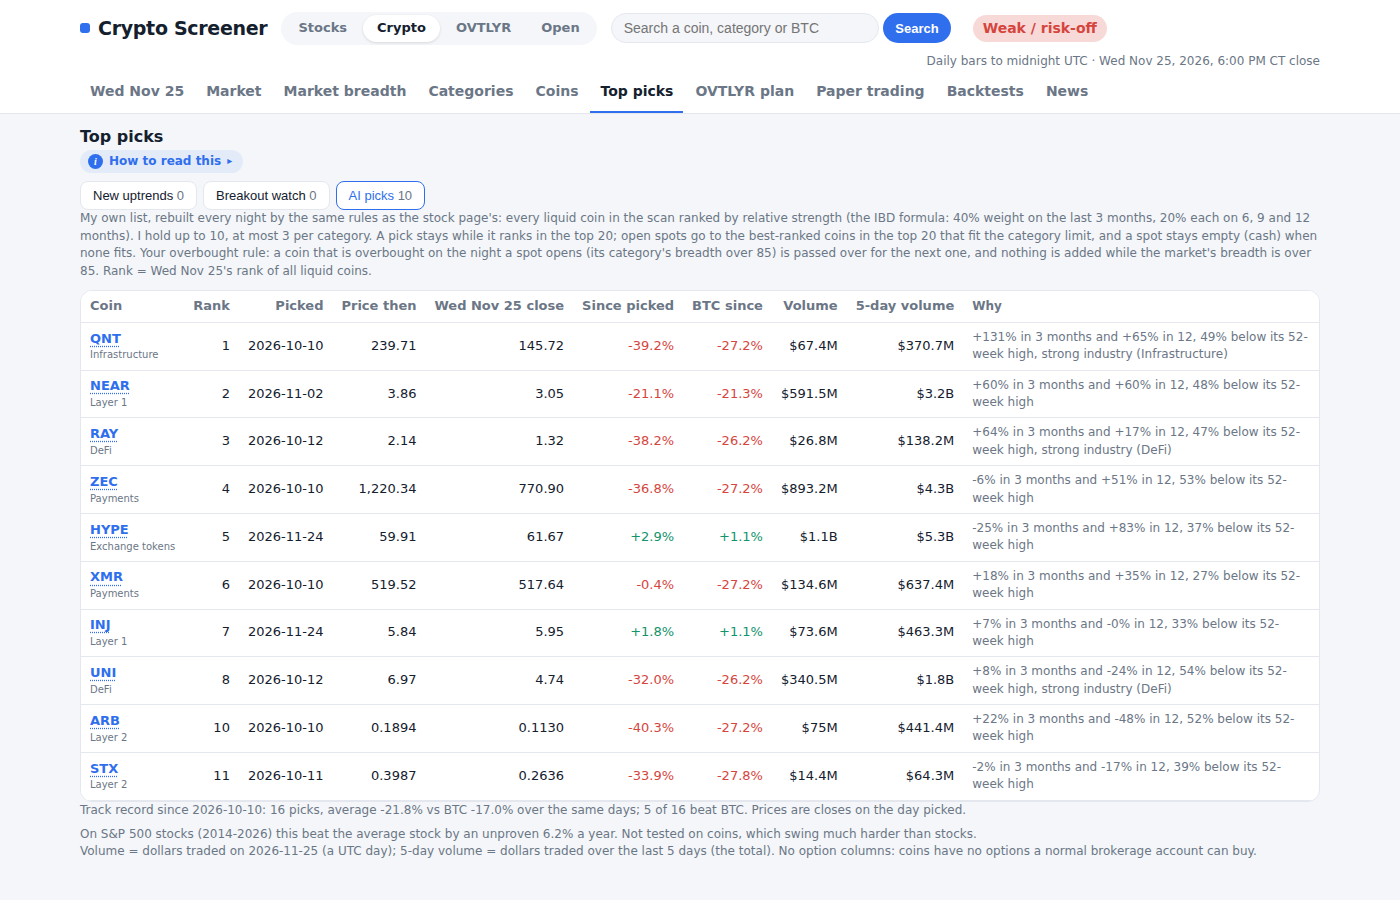 Crypto Screener
Stocks Crypto OVTLYR Open
Search a coin, category or BTC
Search
Weak / risk-off
Daily bars to midnight UTC · Wed Nov 25, 2026, 6:00 PM CT close
Wed Nov 25 Market Market breadth Categories Coins Top picks OVTLYR plan Paper trading Backtests News
Top picks
i How to read this ▸
New uptrends 0 Breakout watch 0 AI picks 10
My own list, rebuilt every night by the same rules as the stock page's: every liquid coin in the scan ranked by relative strength (the IBD formula: 40% weight on the last 3 months, 20% each on 6, 9 and 12
months). I hold up to 10, at most 3 per category. A pick stays while it ranks in the top 20; open spots go to the best-ranked coins in the top 20 that fit the category limit, and a spot stays empty (cash) when
none fits. Your overbought rule: a coin that is overbought on the night a spot opens (its category's breadth over 85) is passed over for the next one, and nothing is added while the market's breadth is over
85. Rank = Wed Nov 25's rank of all liquid coins.
Coin Rank Picked Price then Wed Nov 25 close Since picked BTC since Volume 5-day volume Why
QNT 1 2026-10-10 239.71 145.72 -39.2% -27.2% $67.4M $370.7M +131% in 3 months and +65% in 12, 49% below its 52-
Infrastructure week high, strong industry (Infrastructure)
NEAR 2 2026-11-02 3.86 3.05 -21.1% -21.3% $591.5M $3.2B +60% in 3 months and +60% in 12, 48% below its 52-
Layer 1 week high
RAY 3 2026-10-12 2.14 1.32 -38.2% -26.2% $26.8M $138.2M +64% in 3 months and +17% in 12, 47% below its 52-
DeFi week high, strong industry (DeFi)
ZEC 4 2026-10-10 1,220.34 770.90 -36.8% -27.2% $893.2M $4.3B -6% in 3 months and +51% in 12, 53% below its 52-
Payments week high
HYPE 5 2026-11-24 59.91 61.67 +2.9% +1.1% $1.1B $5.3B -25% in 3 months and +83% in 12, 37% below its 52-
Exchange tokens week high
XMR 6 2026-10-10 519.52 517.64 -0.4% -27.2% $134.6M $637.4M +18% in 3 months and +35% in 12, 27% below its 52-
Payments week high
INJ 7 2026-11-24 5.84 5.95 +1.8% +1.1% $73.6M $463.3M +7% in 3 months and -0% in 12, 33% below its 52-
Layer 1 week high
UNI 8 2026-10-12 6.97 4.74 -32.0% -26.2% $340.5M $1.8B +8% in 3 months and -24% in 12, 54% below its 52-
DeFi week high, strong industry (DeFi)
ARB 10 2026-10-10 0.1894 0.1130 -40.3% -27.2% $75M $441.4M +22% in 3 months and -48% in 12, 52% below its 52-
Layer 2 week high
STX 11 2026-10-11 0.3987 0.2636 -33.9% -27.8% $14.4M $64.3M -2% in 3 months and -17% in 12, 39% below its 52-
Layer 2 week high
Track record since 2026-10-10: 16 picks, average -21.8% vs BTC -17.0% over the same days; 5 of 16 beat BTC. Prices are closes on the day picked.
On S&P 500 stocks (2014-2026) this beat the average stock by an unproven 6.2% a year. Not tested on coins, which swing much harder than stocks.
Volume = dollars traded on 2026-11-25 (a UTC day); 5-day volume = dollars traded over the last 5 days (the total). No option columns: coins have no options a normal brokerage account can buy.